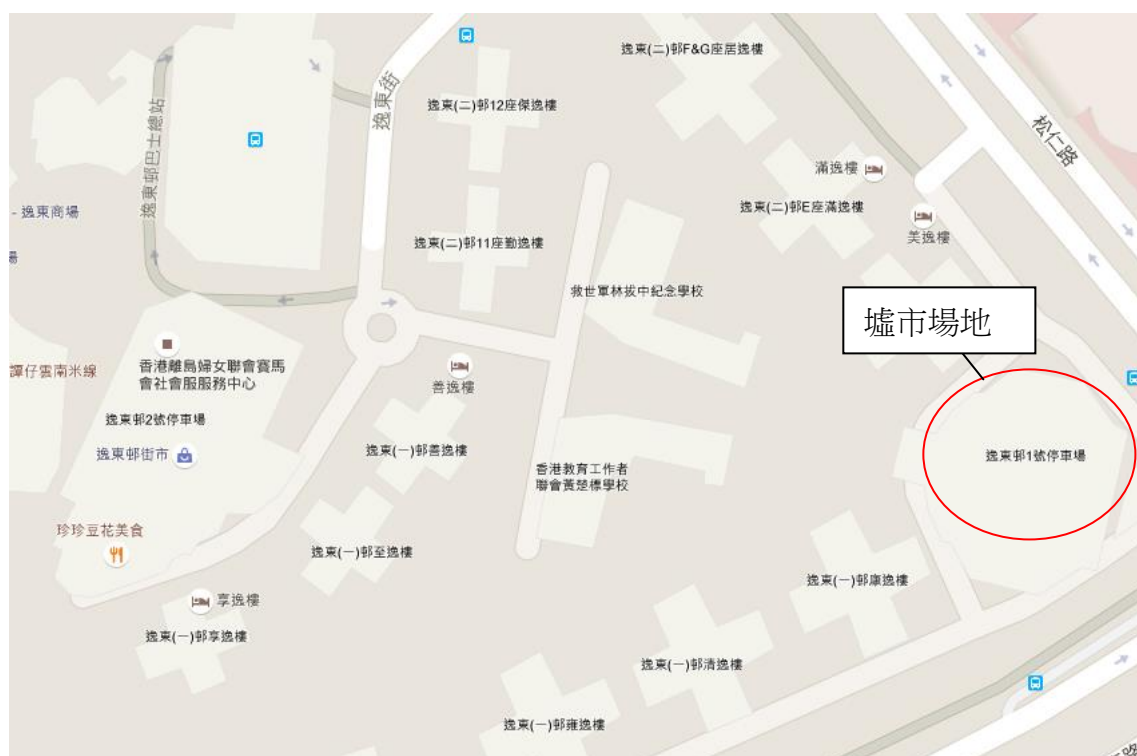 逸東(二)邨F&G座居逸樓
逸東街
逸東(二)邨12座傑逸樓
松仁路
逸東邨巴士總站
滿逸樓
- 逸東商場
逸東(二)邨E座滿逸樓
美逸樓
逸東(二)邨11座勤逸樓
場
救世軍林拔中紀念學校
墟市場地
香港離島婦女聯會賽馬
會社會服服務中心
譚仔雲南米線
善逸樓
逸東邨2號停車場
逸東(一)邨善逸樓
逸東邨街市
逸東邨1號停車場
香港教育工作者
聯會黃楚標學校
珍珍豆花美食
逸東(一)邨至逸樓
逸東(一)邨康逸樓
享逸樓
逸東(一)邨享逸樓
逸東(一)邨清逸樓
逸東(一)邨雍逸樓